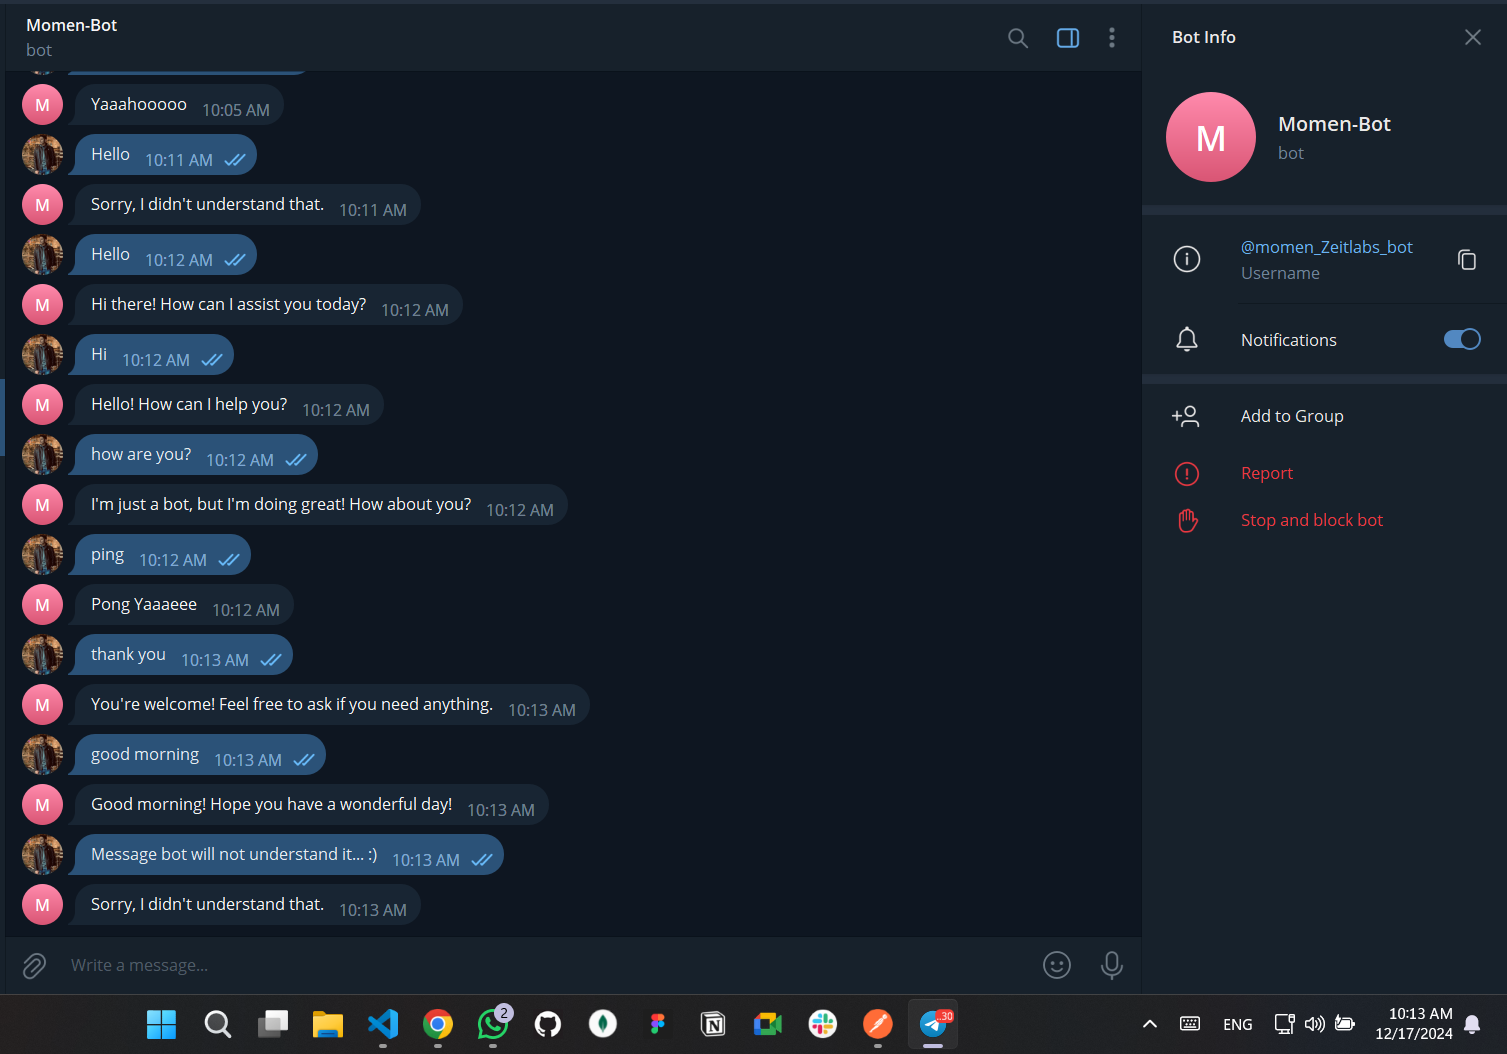 Momen-Bot
bot
M
Yaaahooooo 10:05 AM
Hello 10:11 AM
M
Sorry, I didn't understand that. 10:11 AM
Hello 10:12 AM
M
Hi there! How can I assist you today? 10:12 AM
Hi 10:12 AM
M
Hello! How can I help you? 10:12 AM
how are you? 10:12 AM
M
I'm just a bot, but I'm doing great! How about you? 10:12 AM
ping 10:12 AM
M
Pong Yaaaeee 10:12 AM
thank you 10:13 AM
M
You're welcome! Feel free to ask if you need anything. 10:13 AM
good morning 10:13 AM
M
Good morning! Hope you have a wonderful day! 10:13 AM
Message bot will not understand it... :) 10:13 AM
M
Sorry, I didn't understand that. 10:13 AM
Write a message...
Bot Info
M
Momen-Bot
bot
@momen_Zeitlabs_bot
Username
Notifications
Add to Group
Report
Stop and block bot
2
..30
ENG
10:13 AM
12/17/2024